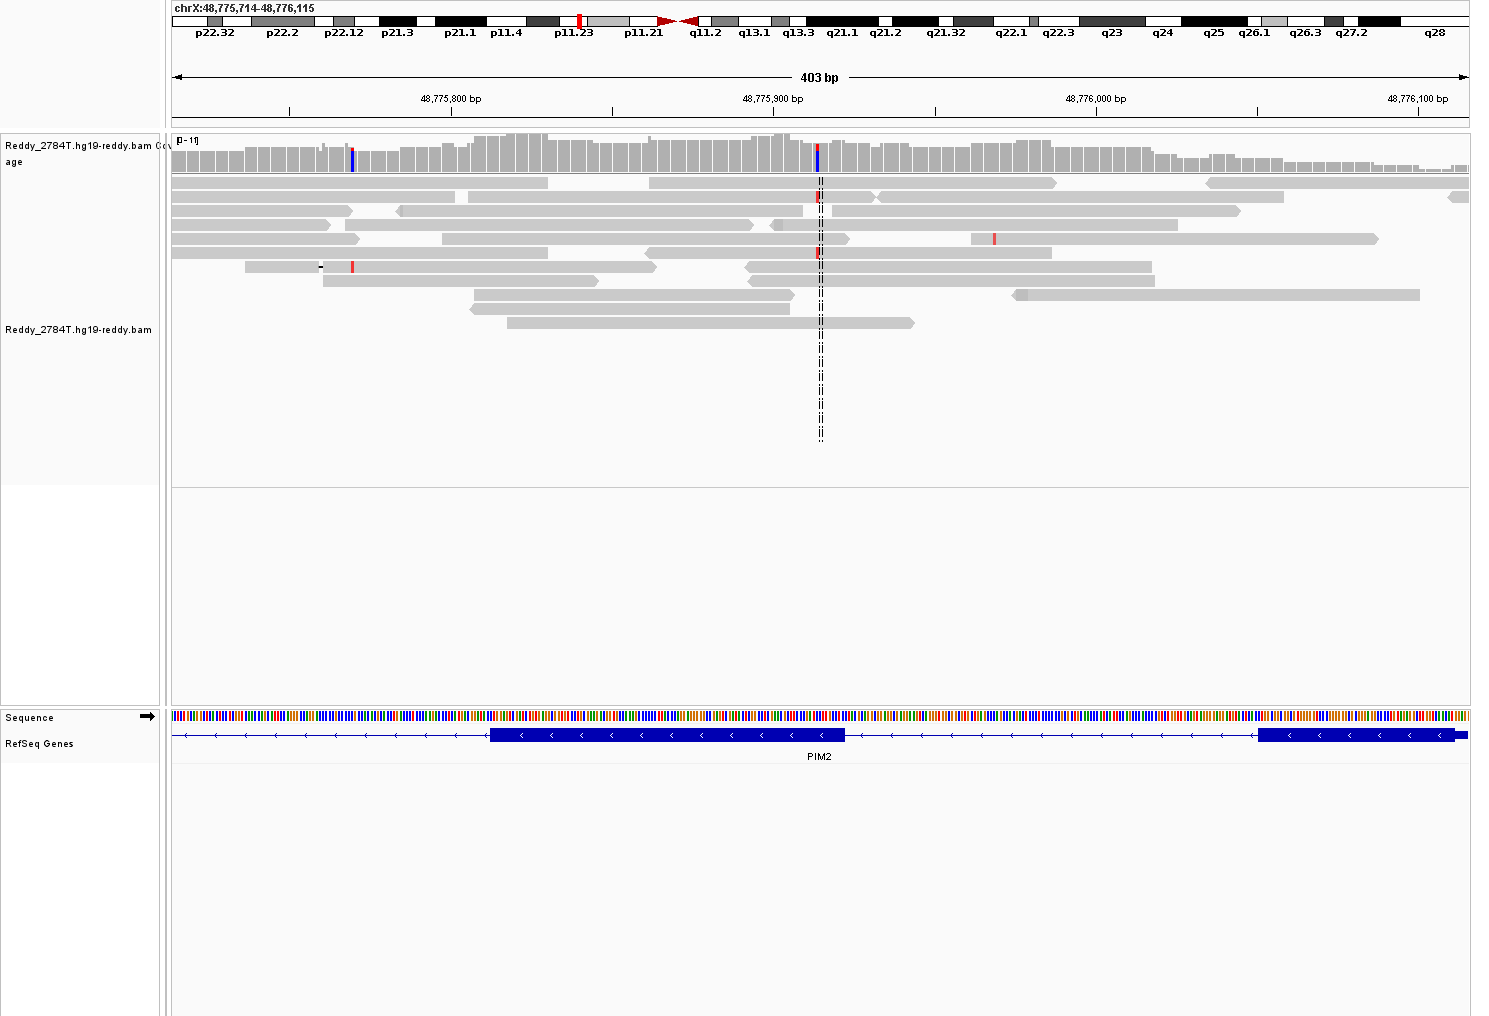 chrX:48,775,714-48,776,115
p22.32 p22.2 p22.12 p21.3 p21.1 p11.4 p11.23 p11.21 q11.2 q13.1 q13.3 q21.1 q21.2 q21.32 q22.1 q22.3 q23 q24 q25 q26.1 q26.3 q27.2 q28
403 bp
48,775,800 bp 48,775,900 bp 48,776,000 bp 48,776,100 bp
Reddy_2784T.hg19-reddy.bam Cov
age
[0 - 11]
Reddy_2784T.hg19-reddy.bam
Sequence
RefSeq Genes
PIM2